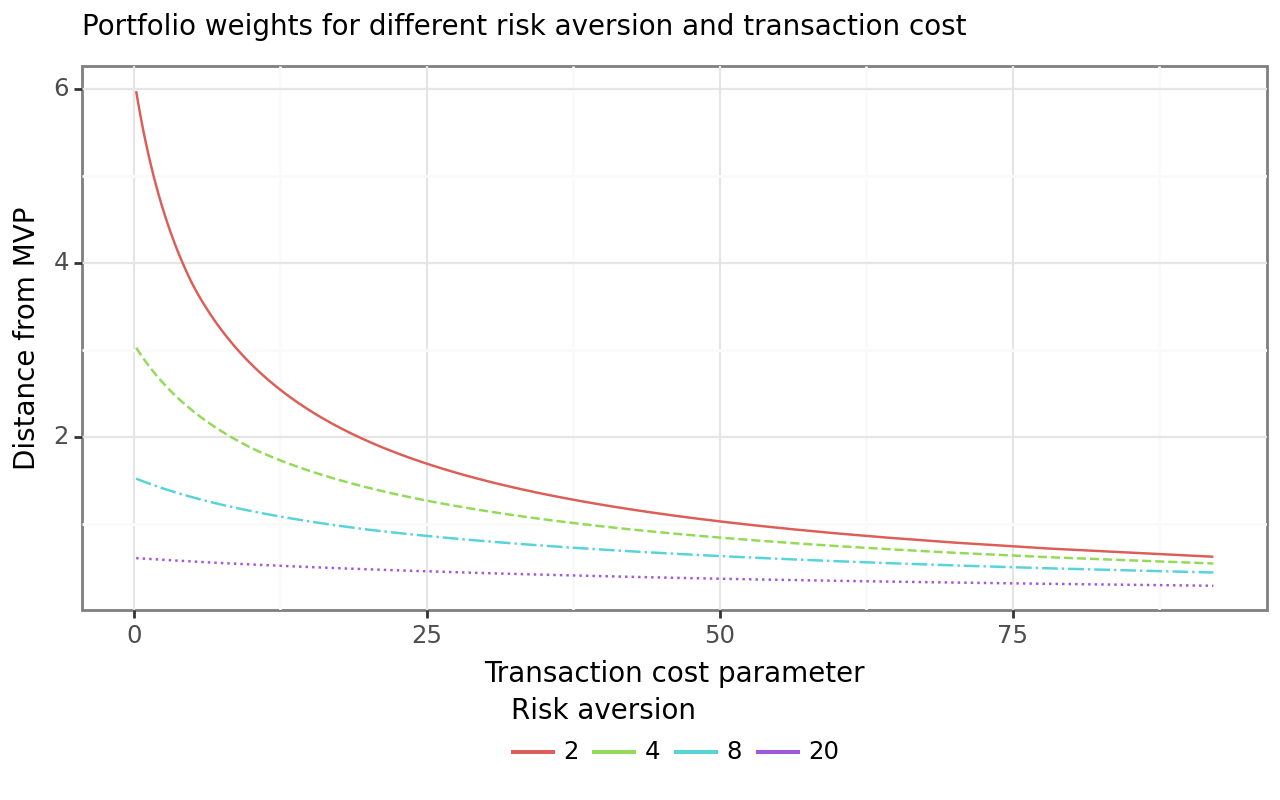 Portfolio weights for different risk aversion and transaction cost
Distance from MVP
6
4
2
0 25 50 75
Transaction cost parameter
Risk aversion
2 4 8 20